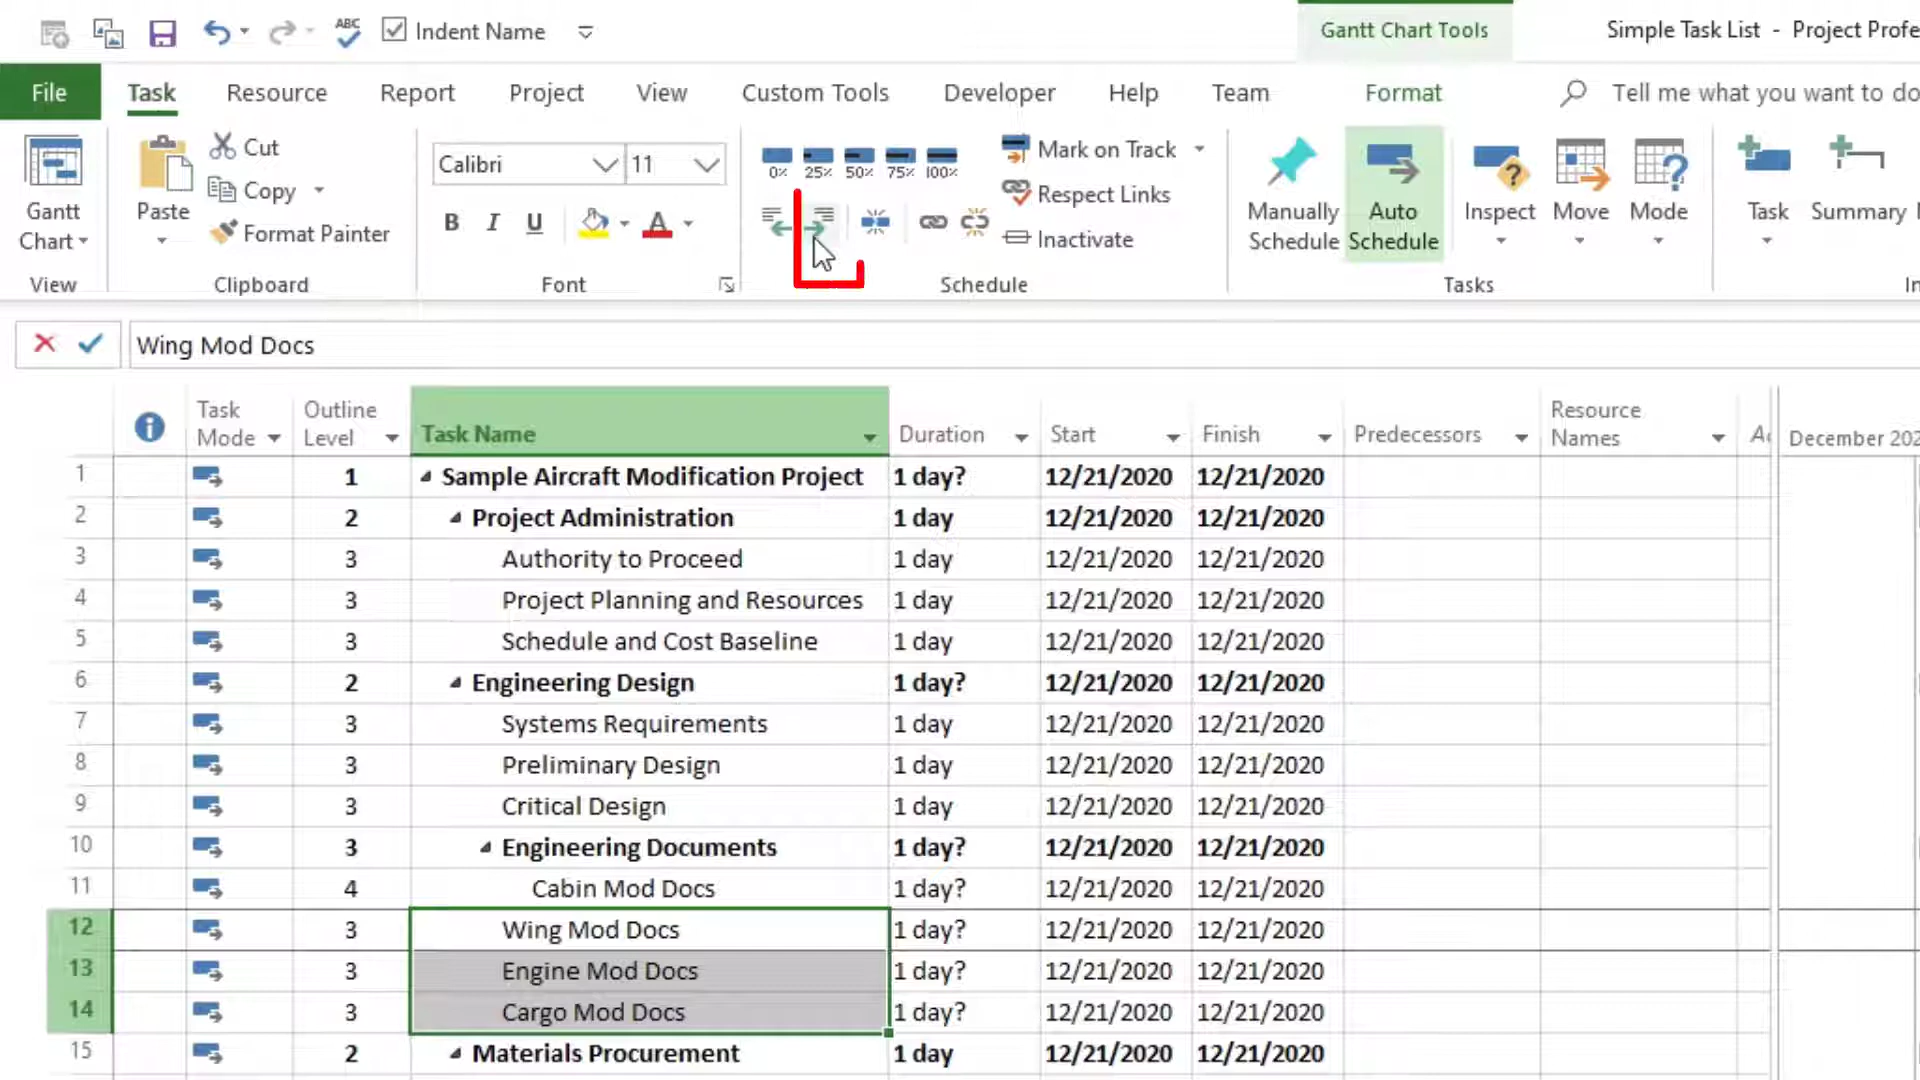 ABC Indent Name Gantt Chart Tools Simple Task List - Project Profe
File Task Resource Report Project View Custom Tools Developer Help Team Format Tell me what you want to do
Gantt Chart
View
Paste
Cut
Copy
Format Painter
Clipboard
Calibri 11
B I U A
Font
0% 25% 50% 75% 100%
Mark on Track
Respect Links
Inactivate
Schedule
Manually Schedule
Auto Schedule
Inspect
Move
Mode
Tasks
Task
Summary
In
Wing Mod Docs
Task Mode Outline Level Task Name Duration Start Finish Predecessors Resource Names December 202
1 1 Sample Aircraft Modification Project 1 day? 12/21/2020 12/21/2020
2 2 Project Administration 1 day 12/21/2020 12/21/2020
3 3 Authority to Proceed 1 day 12/21/2020 12/21/2020
4 3 Project Planning and Resources 1 day 12/21/2020 12/21/2020
5 3 Schedule and Cost Baseline 1 day 12/21/2020 12/21/2020
6 2 Engineering Design 1 day? 12/21/2020 12/21/2020
7 3 Systems Requirements 1 day 12/21/2020 12/21/2020
8 3 Preliminary Design 1 day 12/21/2020 12/21/2020
9 3 Critical Design 1 day 12/21/2020 12/21/2020
10 3 Engineering Documents 1 day? 12/21/2020 12/21/2020
11 4 Cabin Mod Docs 1 day? 12/21/2020 12/21/2020
12 3 Wing Mod Docs 1 day? 12/21/2020 12/21/2020
13 3 Engine Mod Docs 1 day? 12/21/2020 12/21/2020
14 3 Cargo Mod Docs 1 day? 12/21/2020 12/21/2020
15 2 Materials Procurement 1 day 12/21/2020 12/21/2020